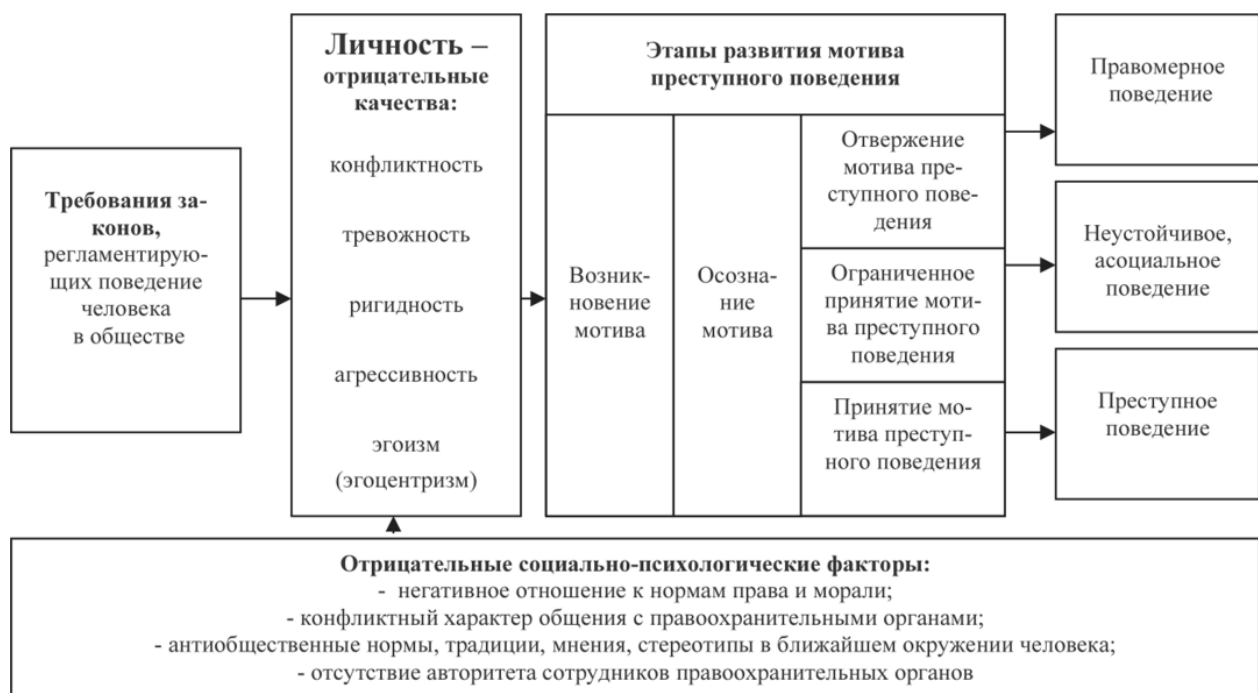 Требования за-
конов,
регламентирую-
щих поведение
человека
в обществе
Личность –
отрицательные
качества:
конфликтность
тревожность
ригидность
агрессивность
эгоизм
(эгоцентризм)
Этапы развития мотива
преступного поведения
Возник-
новение
мотива
Осозна-
ние
мотива
Отвержение
мотива пре-
ступного пове-
дения
Ограниченное
принятие моти-
ва преступного
поведения
Принятие мо-
тива преступ-
ного поведения
Правомерное
поведение
Неустойчивое,
асоциальное
поведение
Преступное
поведение
Отрицательные социально-психологические факторы:
- негативное отношение к нормам права и морали;
- конфликтный характер общения с правоохранительными органами;
- антиобщественные нормы, традиции, мнения, стереотипы в ближайшем окружении человека;
- отсутствие авторитета сотрудников правоохранительных органов